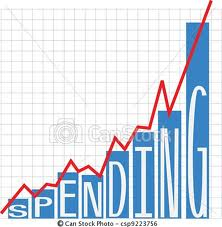 SPENDING
© Can Stock Photo
© Can Stock Photo - csp9223756